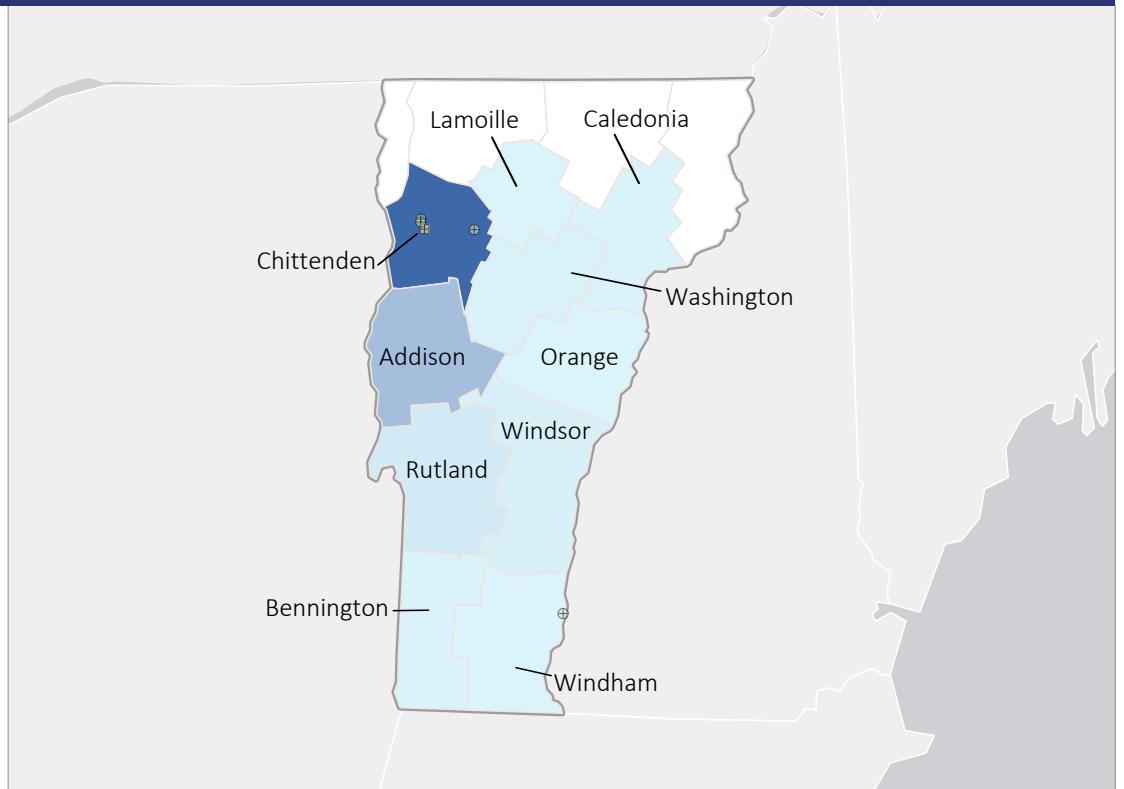 Lamoille
Caledonia
Chittenden
Washington
Addison
Orange
Windsor
Rutland
Bennington
Windham